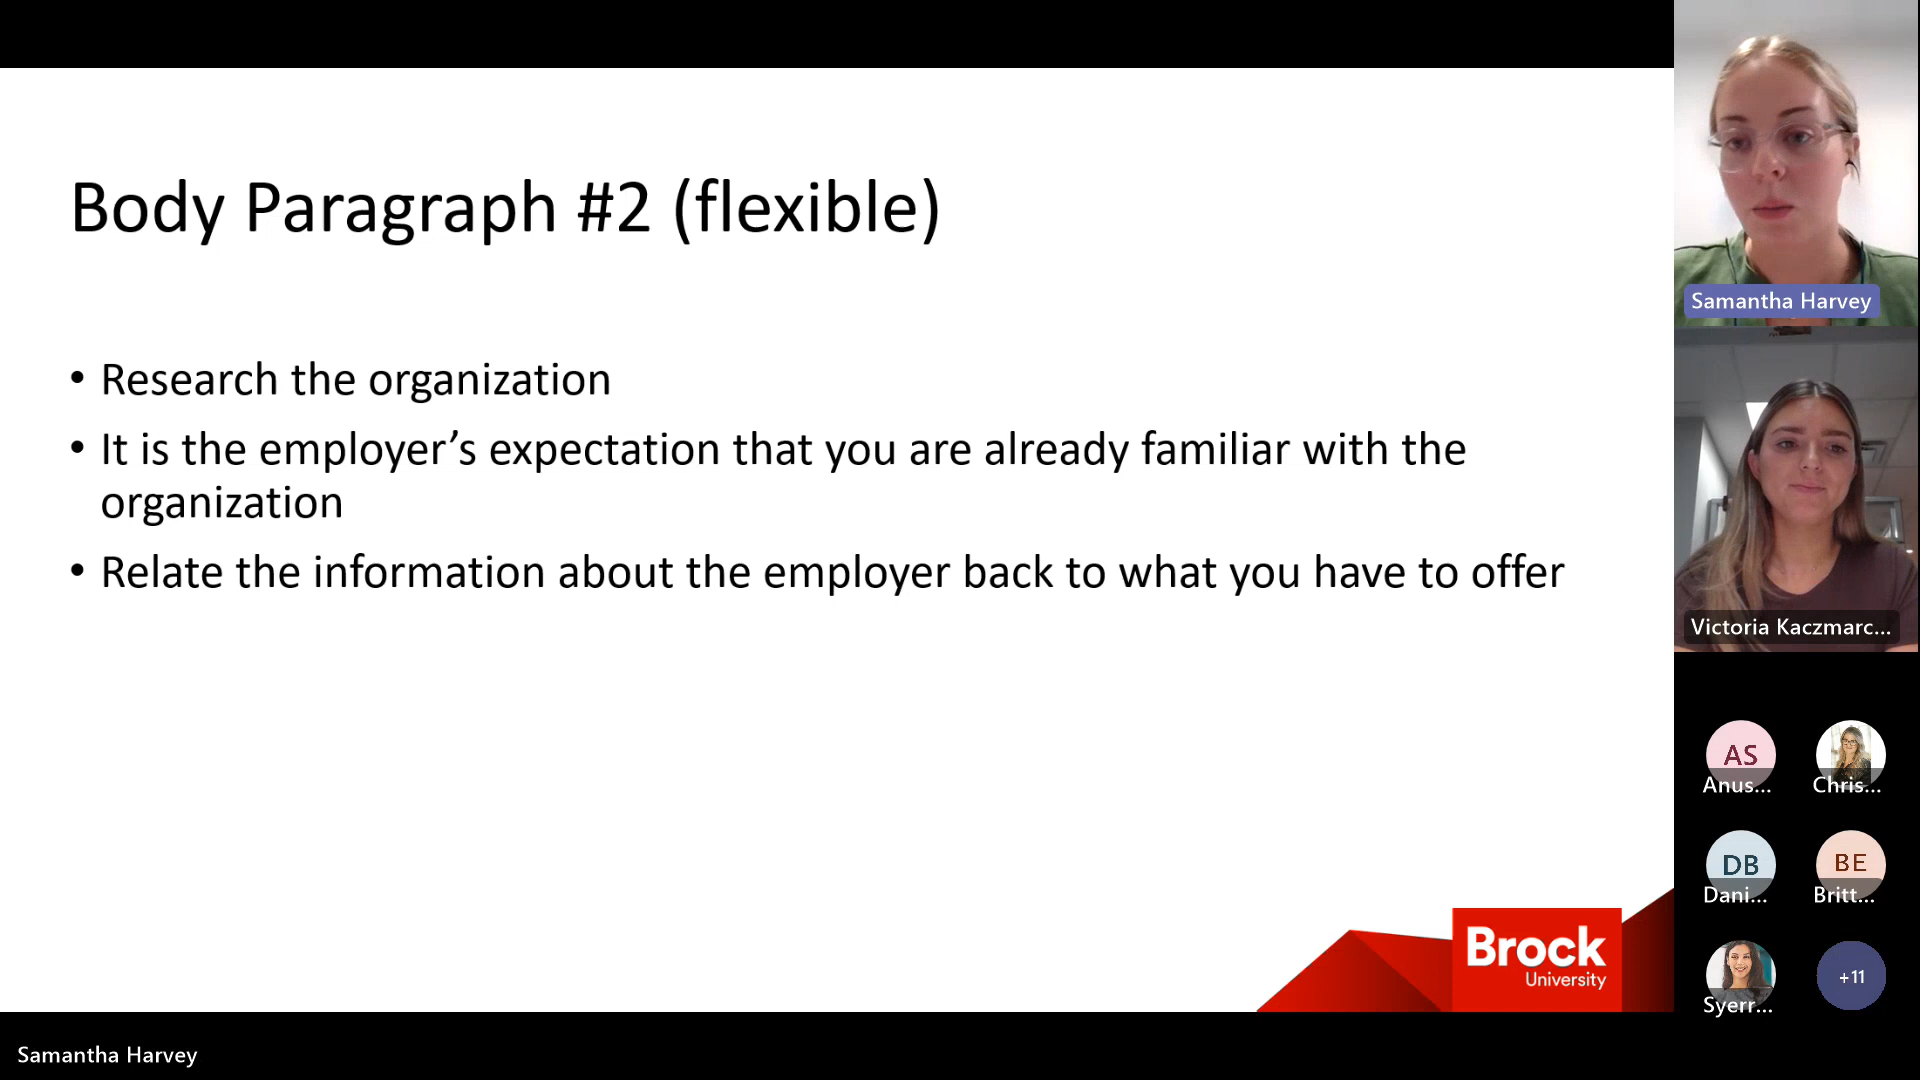 Body Paragraph #2 (flexible)
• Research the organization
• It is the employer’s expectation that you are already familiar with the
organization
• Relate the information about the employer back to what you have to offer
Brock
University
Samantha Harvey
Samantha Harvey
Victoria Kaczmarc...
AS
Anus...
Chris...
DB
Dani...
BE
Britt...
Syerr...
+11